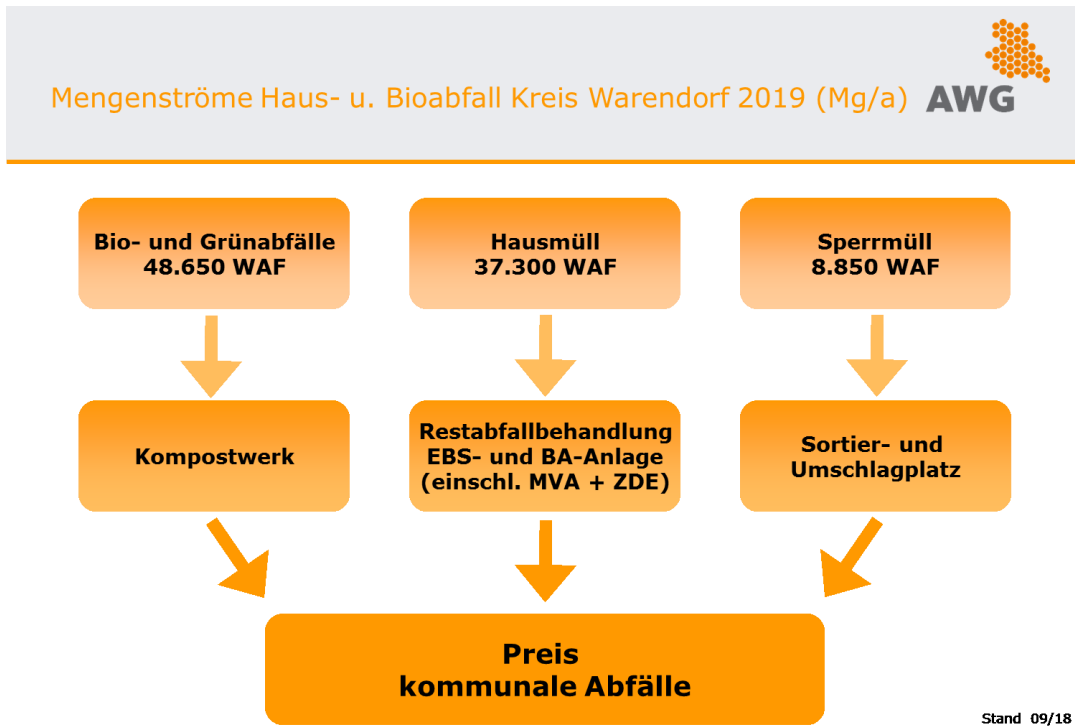 Mengenströme Haus- u. Bioabfall Kreis Warendorf 2019 (Mg/a)
AWG
Bio- und Grünabfälle
48.650 WAF
Hausmüll
37.300 WAF
Sperrmüll
8.850 WAF
Kompostwerk
Restabfallbehandlung
EBS- und BA-Anlage
(einschl. MVA + ZDE)
Sortier- und
Umschlagplatz
Preis
kommunale Abfälle
Stand 09/18